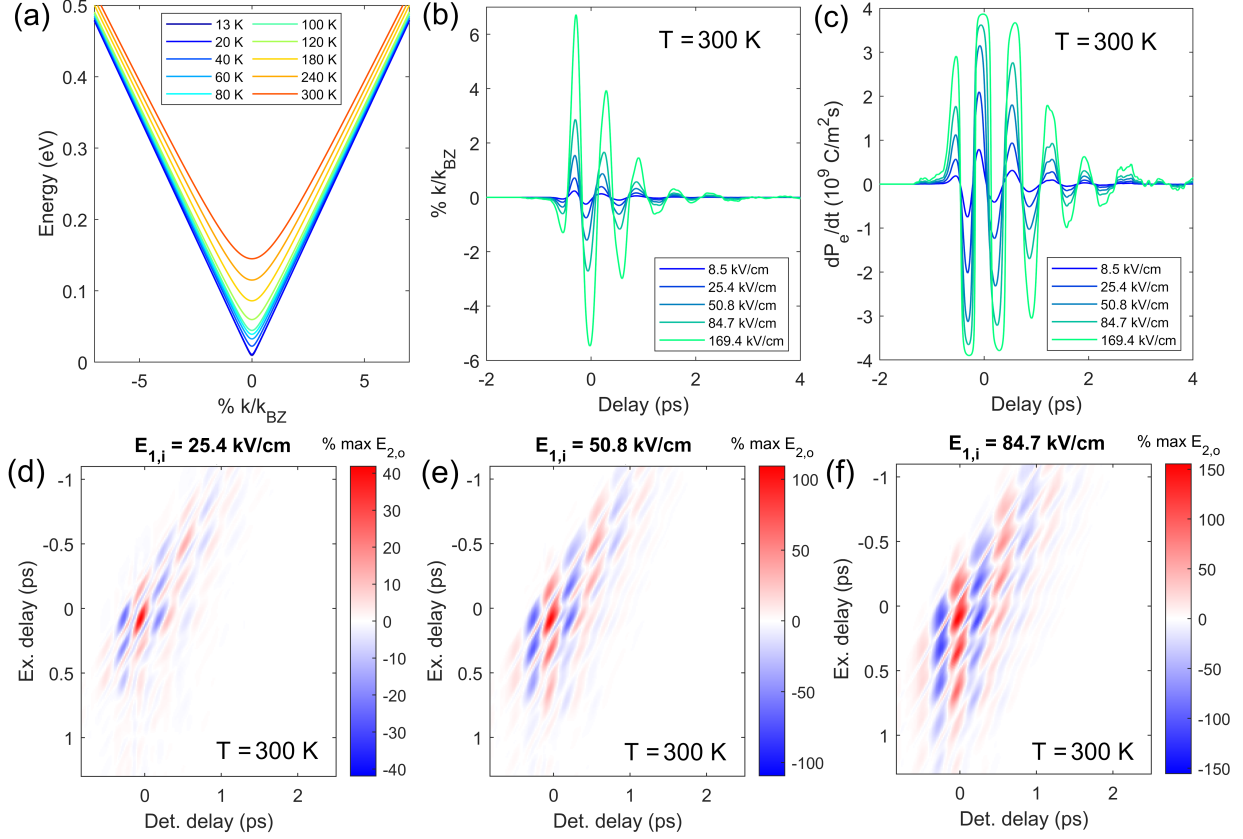 (a)
0.5
0.4
0.3
0.2
0.1
0
Energy (eV)
-5
0
5
% k/k_BZ
13 K
20 K
40 K
60 K
80 K
100 K
120 K
180 K
240 K
300 K
(b)
T = 300 K
8
6
4
2
0
-2
-4
-6
% k/k_BZ
-2
0
2
4
Delay (ps)
8.5 kV/cm
25.4 kV/cm
50.8 kV/cm
84.7 kV/cm
169.4 kV/cm
(c)
T = 300 K
4
3
2
1
0
-1
-2
-3
-4
dP_e/dt (10^9 C/m^2s)
-2
0
2
4
Delay (ps)
8.5 kV/cm
25.4 kV/cm
50.8 kV/cm
84.7 kV/cm
169.4 kV/cm
(d)
E_1,i = 25.4 kV/cm
% max E_2,o
-1
-0.5
0
0.5
1
Ex. delay (ps)
T = 300 K
0
1
2
Det. delay (ps)
40
30
20
10
0
-10
-20
-30
-40
(e)
E_1,i = 50.8 kV/cm
% max E_2,o
-1
-0.5
0
0.5
1
Ex. delay (ps)
T = 300 K
0
1
2
Det. delay (ps)
100
50
0
-50
-100
(f)
E_1,i = 84.7 kV/cm
% max E_2,o
-1
-0.5
0
0.5
1
Ex. delay (ps)
T = 300 K
0
1
2
Det. delay (ps)
150
100
50
0
-50
-100
-150